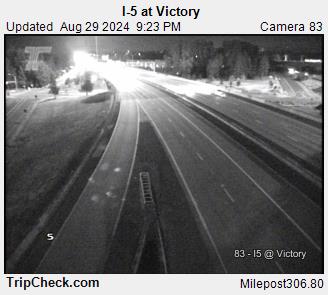 I-5 at Victory
Updated Aug 29 2024 9:23 PM Camera 83
S
83 - I5 @ Victory
TripCheck.com Milepost306.80